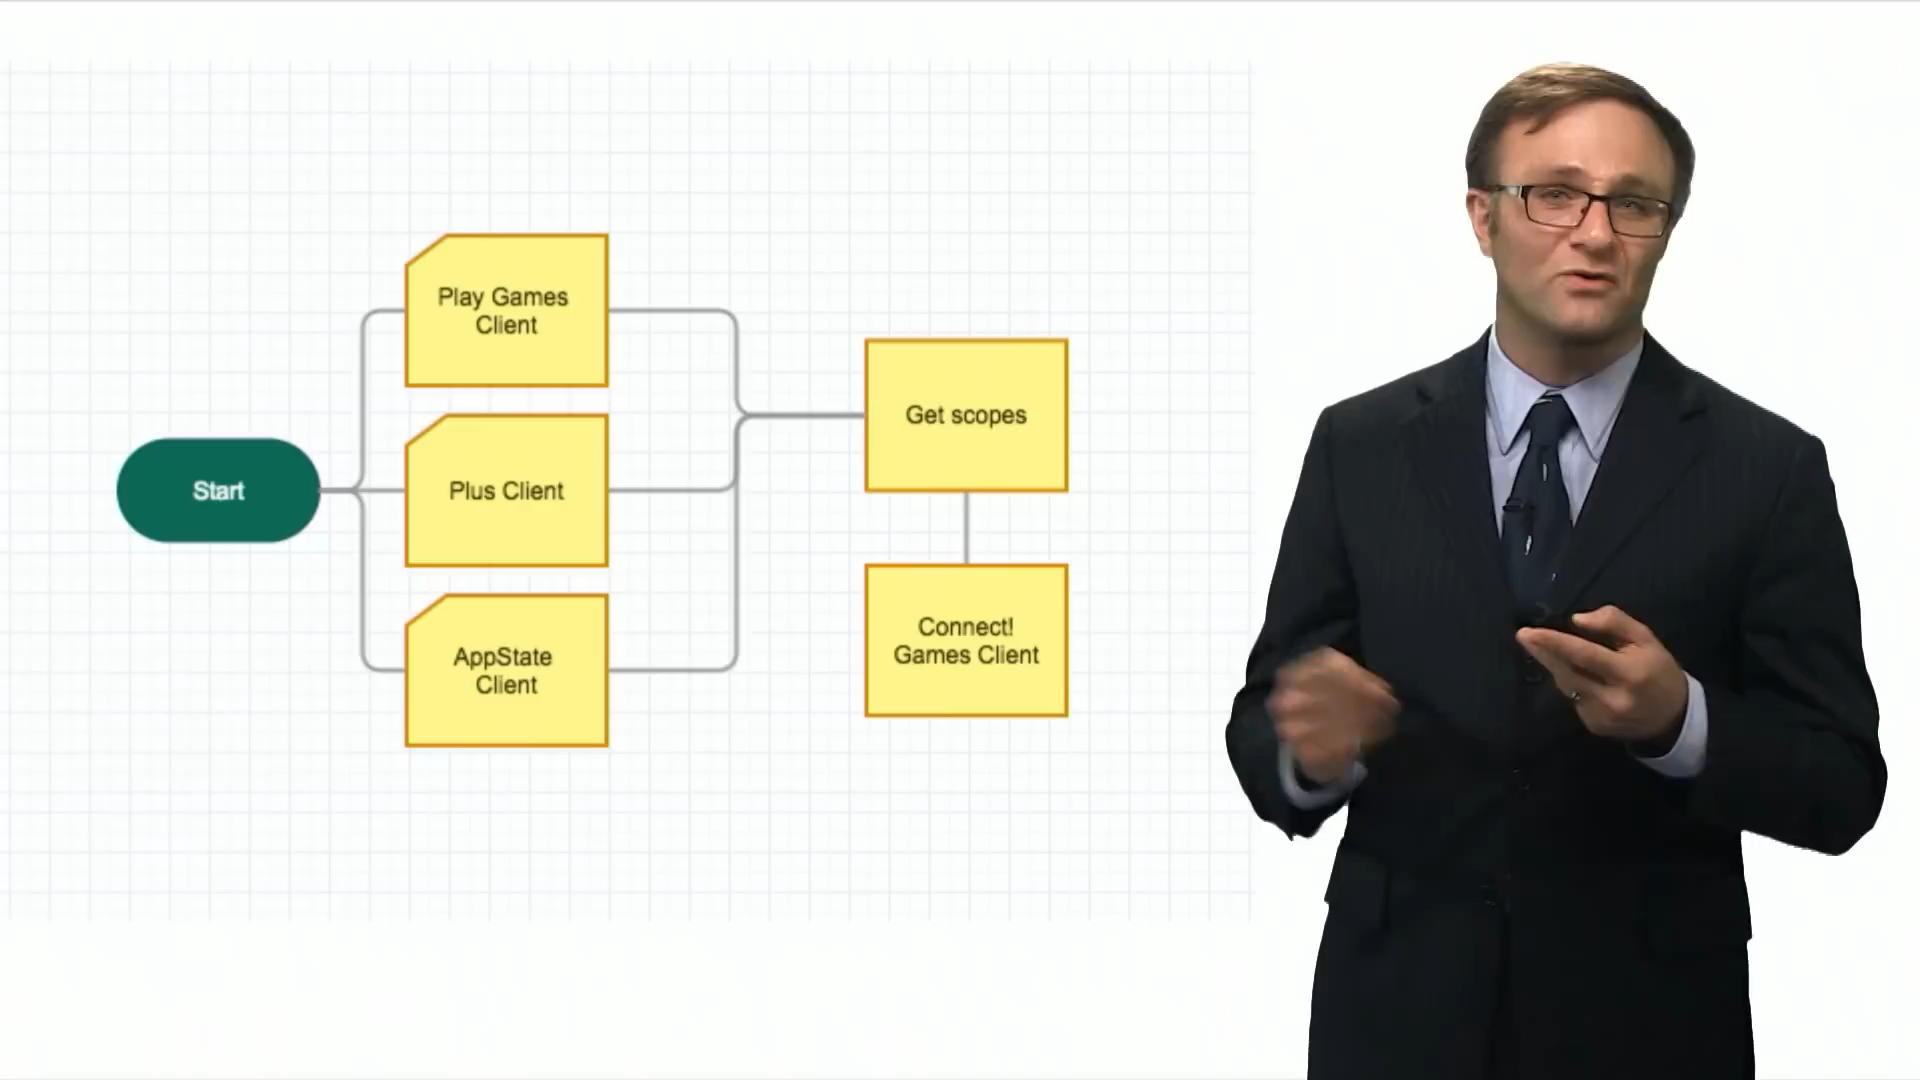 Start
Play Games
Client
Plus Client
AppState
Client
Get scopes
Connect!
Games Client